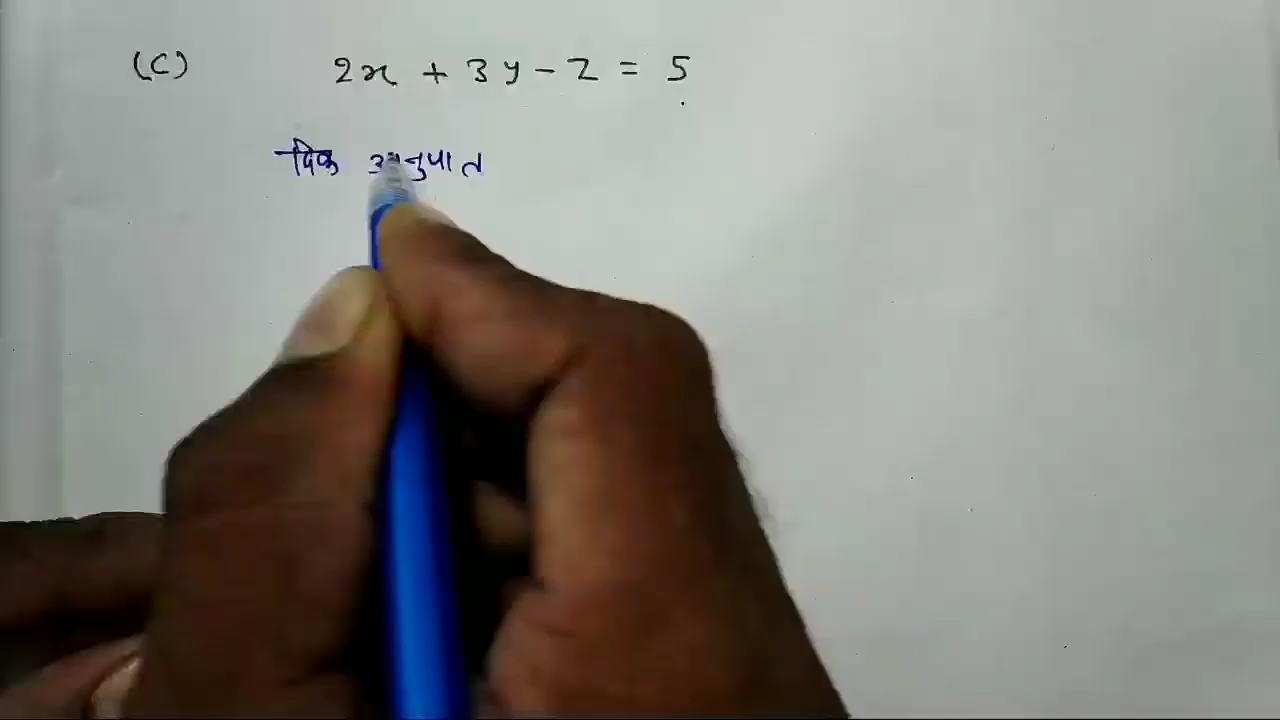 (C) 2x + 3y - z = 5
दिक अनुपात